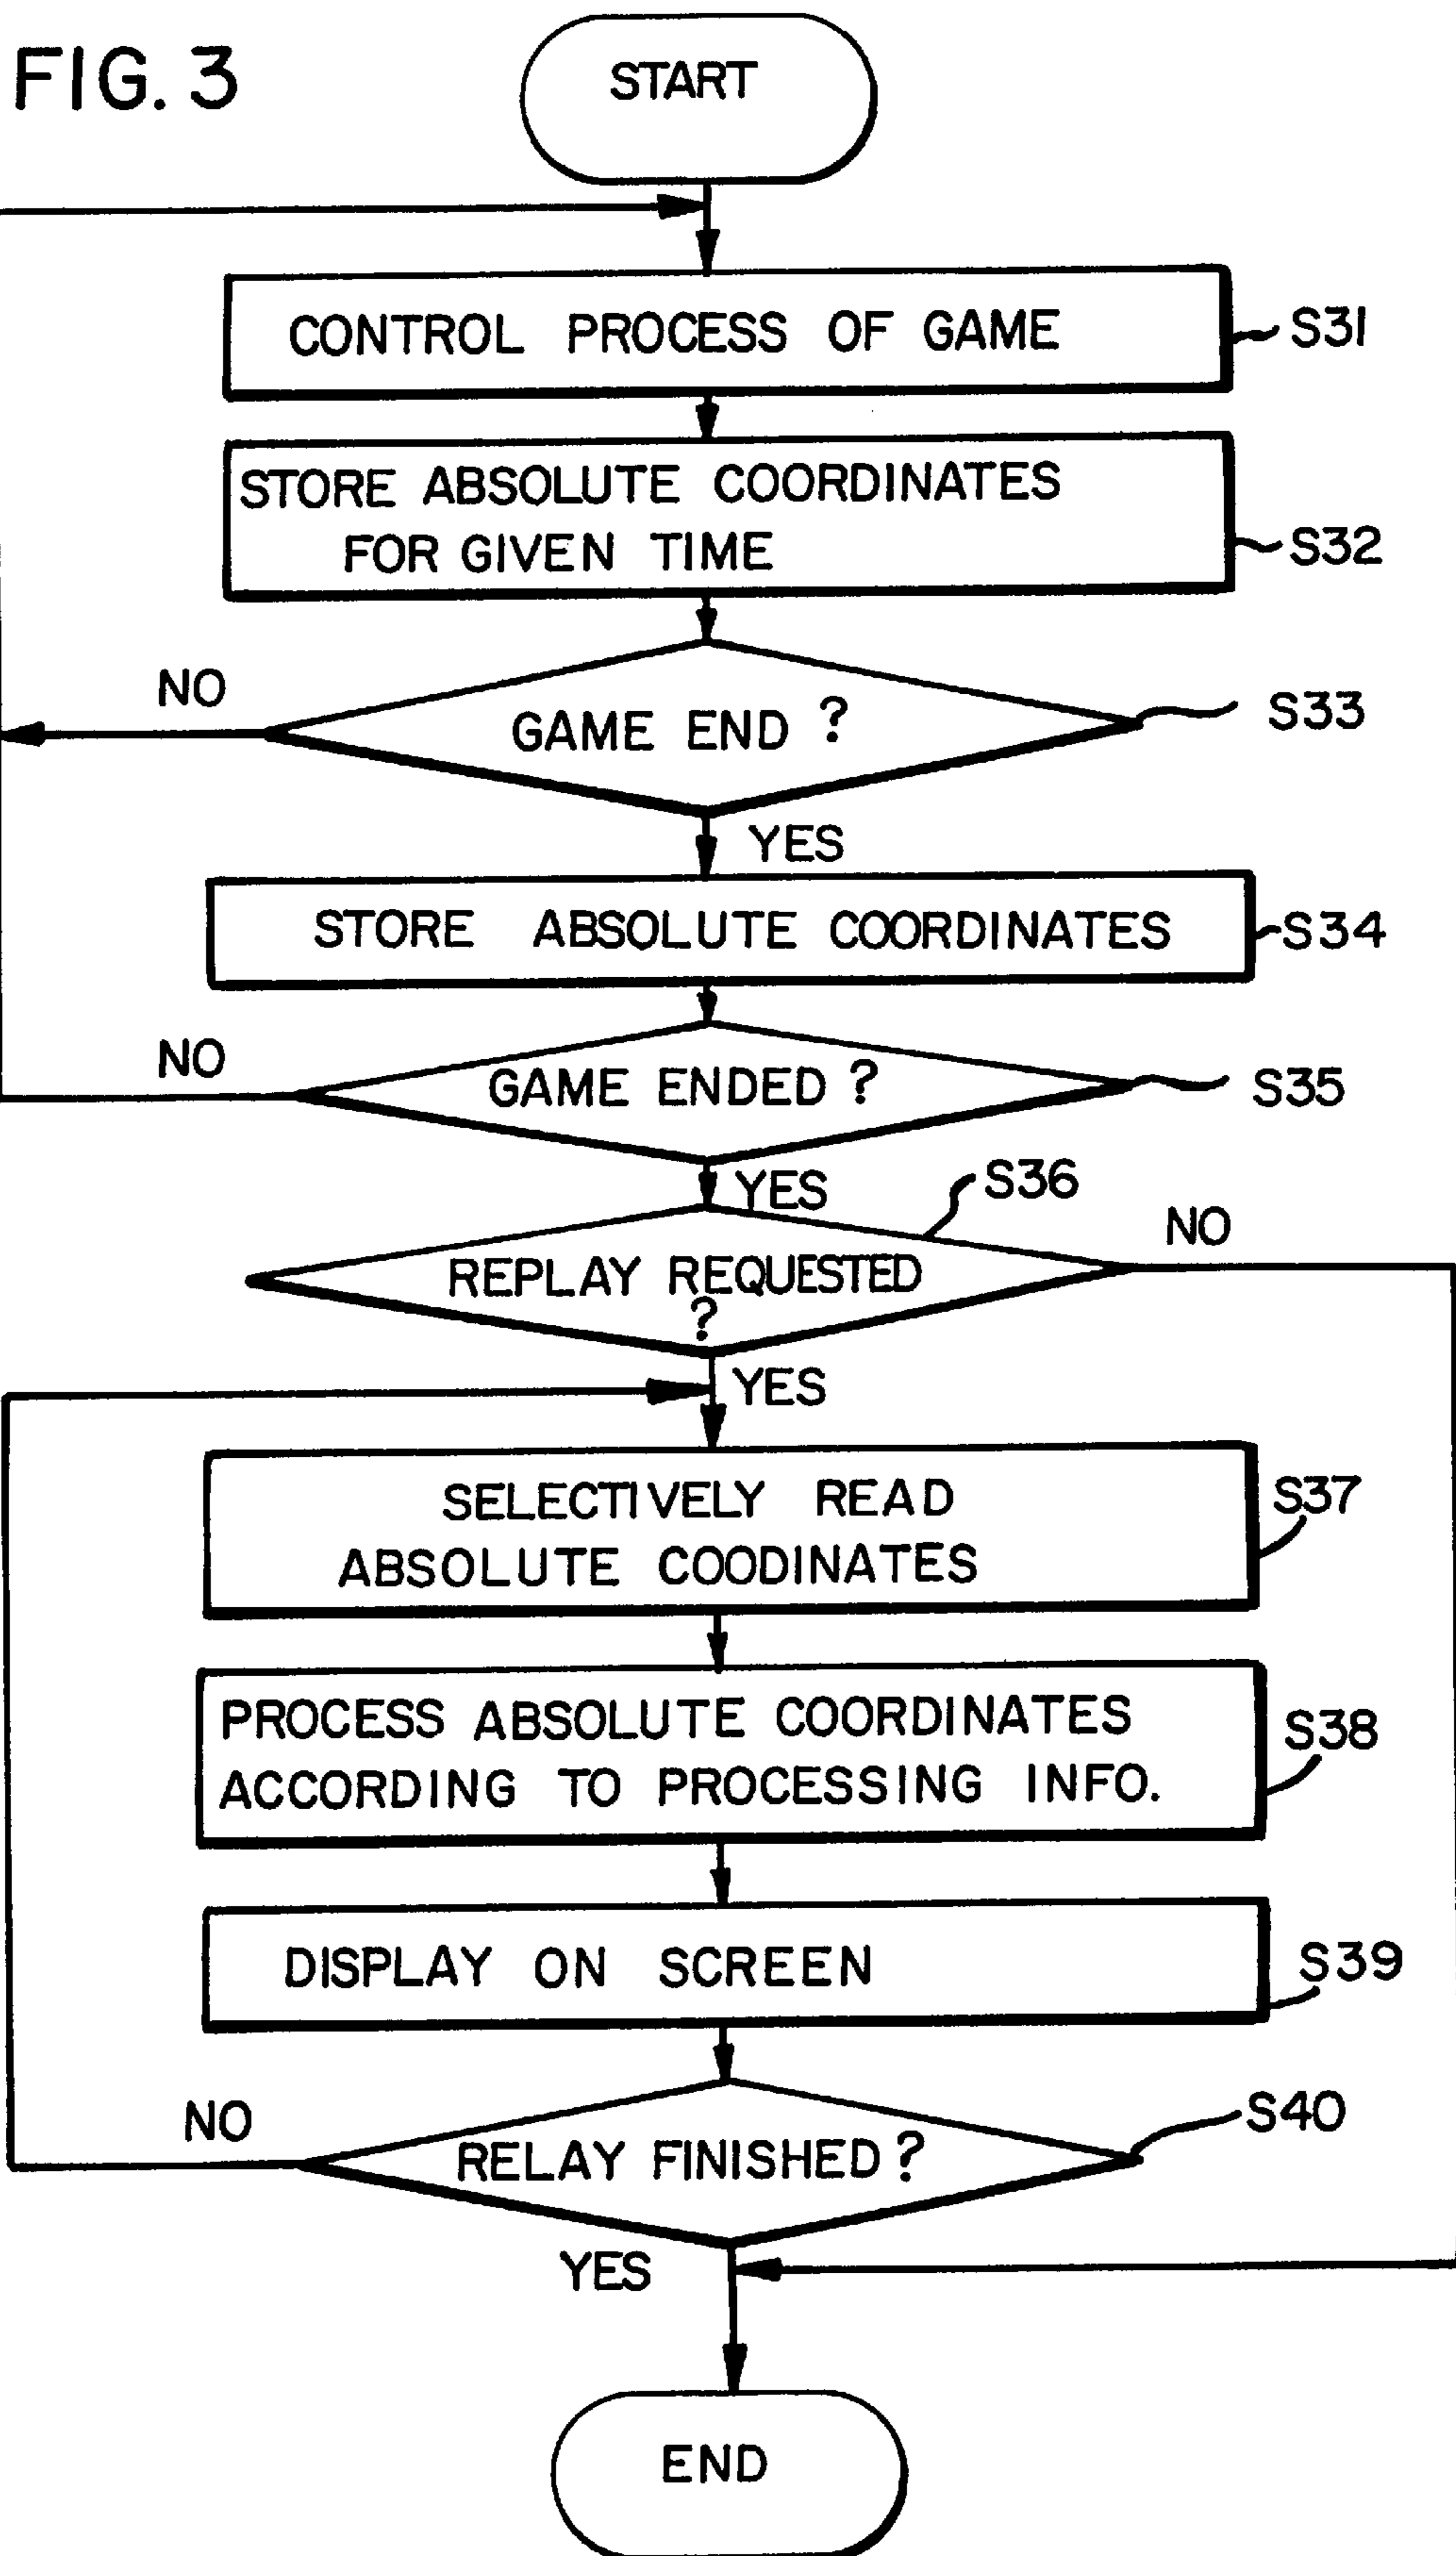 FIG. 3
START
CONTROL PROCESS OF GAME
S31
STORE ABSOLUTE COORDINATES
FOR GIVEN TIME
S32
NO
GAME END ?
S33
YES
STORE ABSOLUTE COORDINATES
S34
NO
GAME ENDED ?
S35
YES
S36
NO
REPLAY REQUESTED
?
YES
SELECTIVELY READ
ABSOLUTE COODINATES
S37
PROCESS ABSOLUTE COORDINATES
ACCORDING TO PROCESSING INFO.
S38
DISPLAY ON SCREEN
S39
NO
RELAY FINISHED ?
S40
YES
END